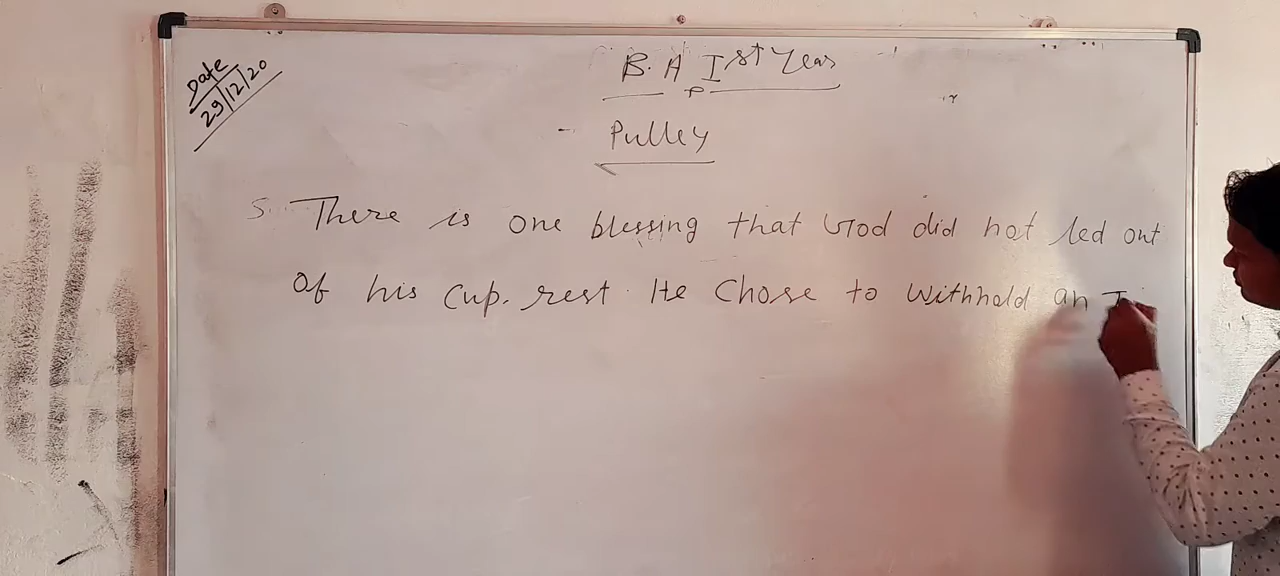 Date
29/12/20
B. A Ist Year
P
Pulley
5. There is one blessing that God did not led out
of his cup. rest. He Chose to withhold an I